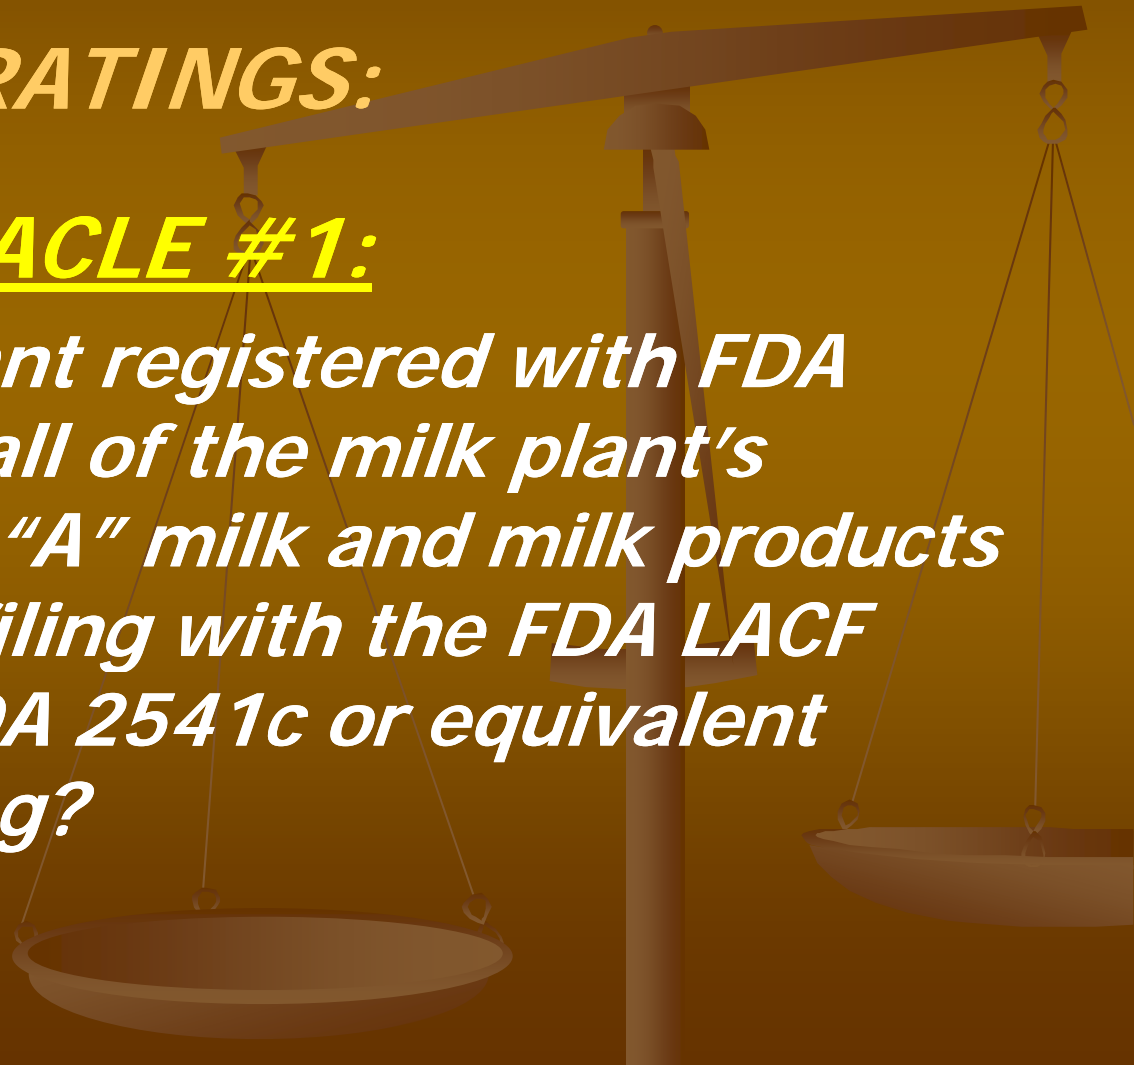 RATINGS:
ACLE #1:
nt registered with FDA
all of the milk plant's
“A” milk and milk products
iling with the FDA LACF
A 2541c or equivalent
g?